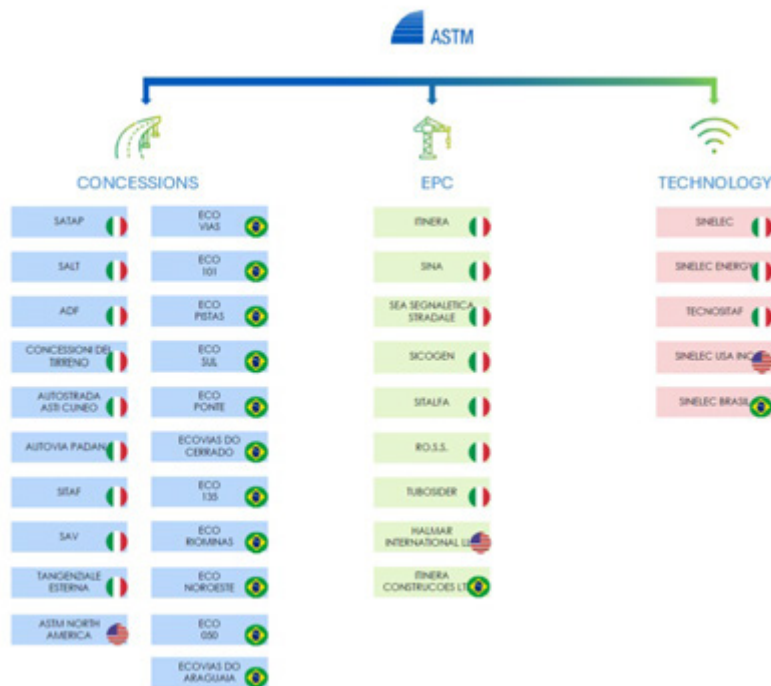 ASTM
CONCESSIONS
SATAP
SALT
ADF
CONCESSIONI DEL
TIRRENO
AUTOSTRADA
ASTI CUNEO
AUTOVIA PADAN
SITAF
SAV
TANGENZIALE
ESTERNA
ASTM NORTH
AMERICA
ECO
VIAS
ECO
101
ECO
PISTAS
ECO
SUL
ECO
PONTE
ECOVIAS DO
CERRADO
ECO
135
ECO
RIOMINAS
ECO
NOROESTE
ECO
050
ECOVIAS DO
ARAGUAIA
EPC
ITINERA
SINA
SEA SEGNALETICA
STRADALE
SICOGEN
SITALFA
RO.S.S.
TUBOSIDER
HALMAR
INTERNATIONAL
ITINERA
CONSTRUCOES
TECHNOLOGY
SINELEC
SINELEC ENERGY
TECNOSITAF
SINELEC USA INC
SINELEC BRASIL